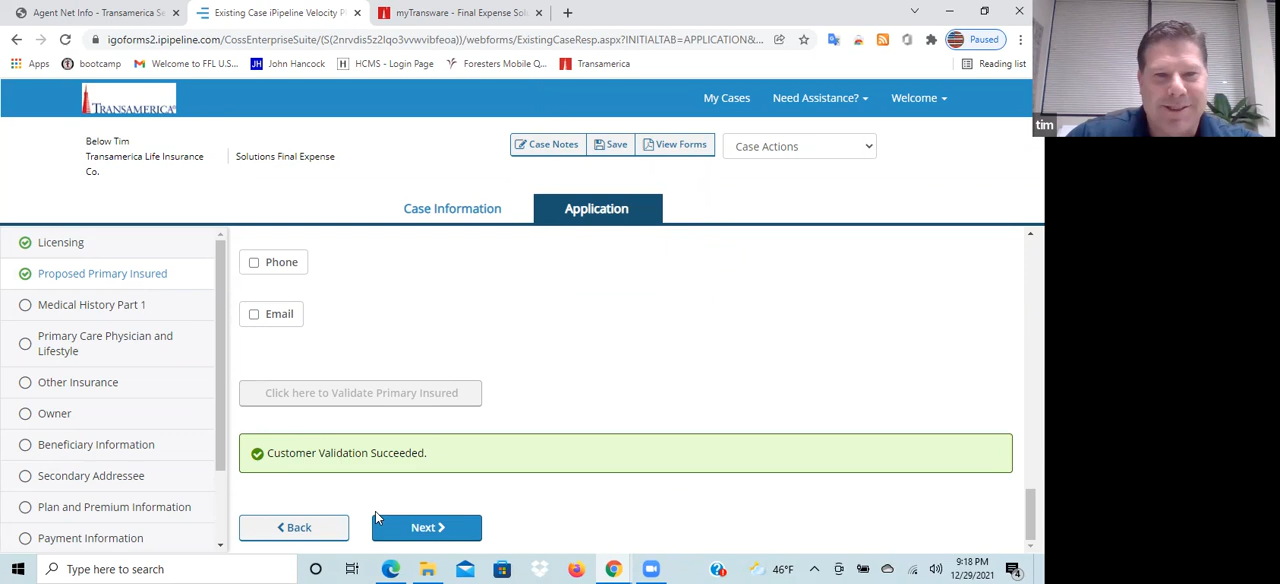 Agent Net Info - Transamerica Se
Existing Case iPipeline Velocity P
myTransware - Final Expense Sol
igoforms2.ipipeline.com/CossEnterpriseSuite/(S(2nrvdis5z2lqo3vvwvibfeoa))/webforms/ExistingCaseResp.aspx?INITIALTAB=APPLICATION&...
Paused
Apps
bootcamp
Welcome to FFL U.S...
John Hancock
HCMS - Login Page
Foresters Mobile Q...
Transamerica
Reading list
TRANSAMERICA
My Cases
Need Assistance?
Welcome
tim
Below Tim
Transamerica Life Insurance
Co.
Solutions Final Expense
Case Notes
Save
View Forms
Case Actions
Case Information
Application
Licensing
Proposed Primary Insured
Medical History Part 1
Primary Care Physician and
Lifestyle
Other Insurance
Owner
Beneficiary Information
Secondary Addressee
Plan and Premium Information
Payment Information
Phone
Email
Click here to Validate Primary Insured
Customer Validation Succeeded.
Back
Next
Type here to search
46°F
9:18 PM
12/29/2021
4